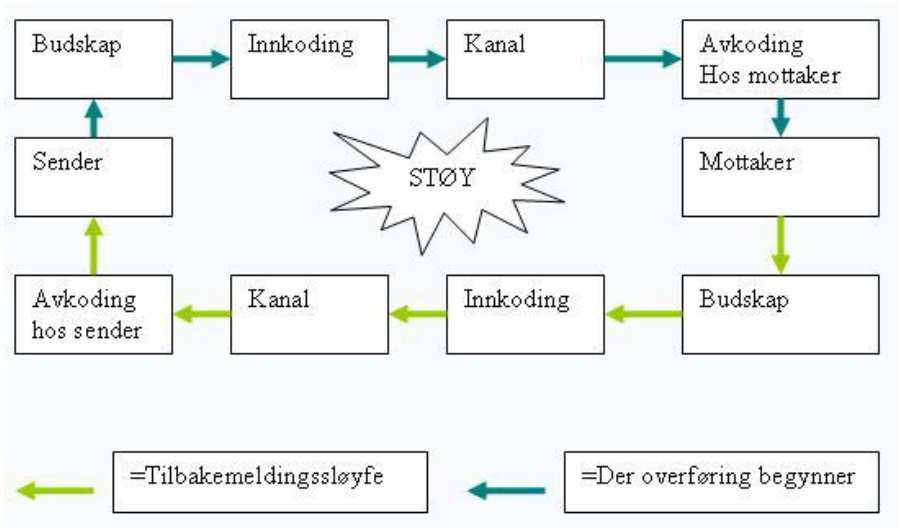 Budskap
Innkoding
Kanal
Avkoding
Hos mottaker
Sender
STØY
Mottaker
Avkoding
hos sender
Kanal
Innkoding
Budskap
=Tilbakemeldingssløyfe
=Der overføring begynner